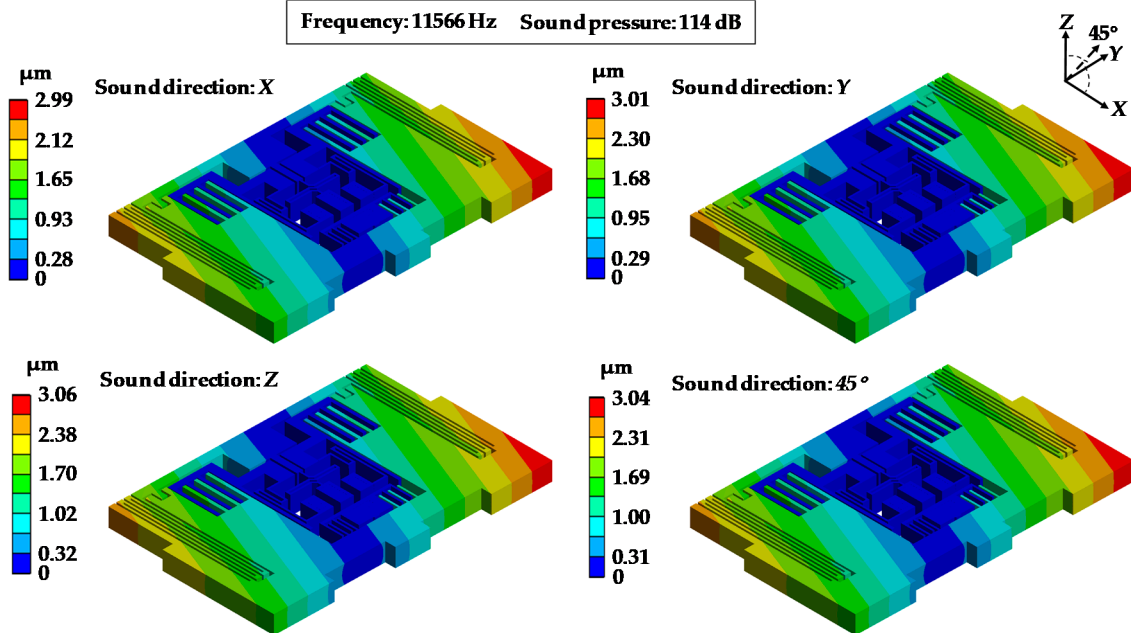 Frequency: 11566 Hz Sound pressure: 114 dB
Z
45°
Y
X
μm
Sound direction: X
2.99
2.12
1.65
0.93
0.28
0
μm
Sound direction: Y
3.01
2.30
1.68
0.95
0.29
0
μm
Sound direction: Z
3.06
2.38
1.70
1.02
0.32
0
μm
Sound direction: 45°
3.04
2.31
1.69
1.00
0.31
0